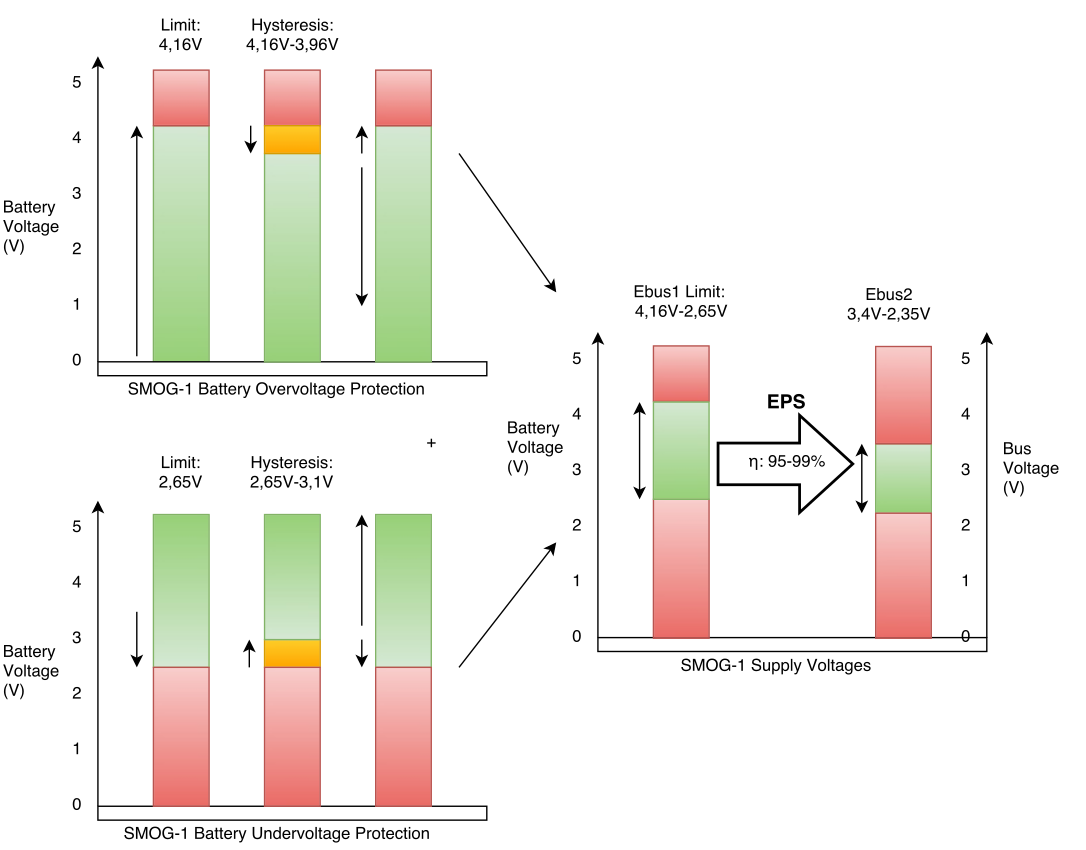 Limit:
4,16V
Hysteresis:
4,16V-3,96V
5
4
3
2
1
0
Battery
Voltage
(V)
SMOG-1 Battery Overvoltage Protection
+
Limit:
2,65V
Hysteresis:
2,65V-3,1V
5
4
3
2
1
0
Battery
Voltage
(V)
SMOG-1 Battery Undervoltage Protection
Ebus1 Limit:
4,16V-2,65V
Ebus2
3,4V-2,35V
5
4
3
2
1
0
Battery
Voltage
(V)
EPS
η: 95-99%
5
4
3
2
1
0
Bus
Voltage
(V)
SMOG-1 Supply Voltages